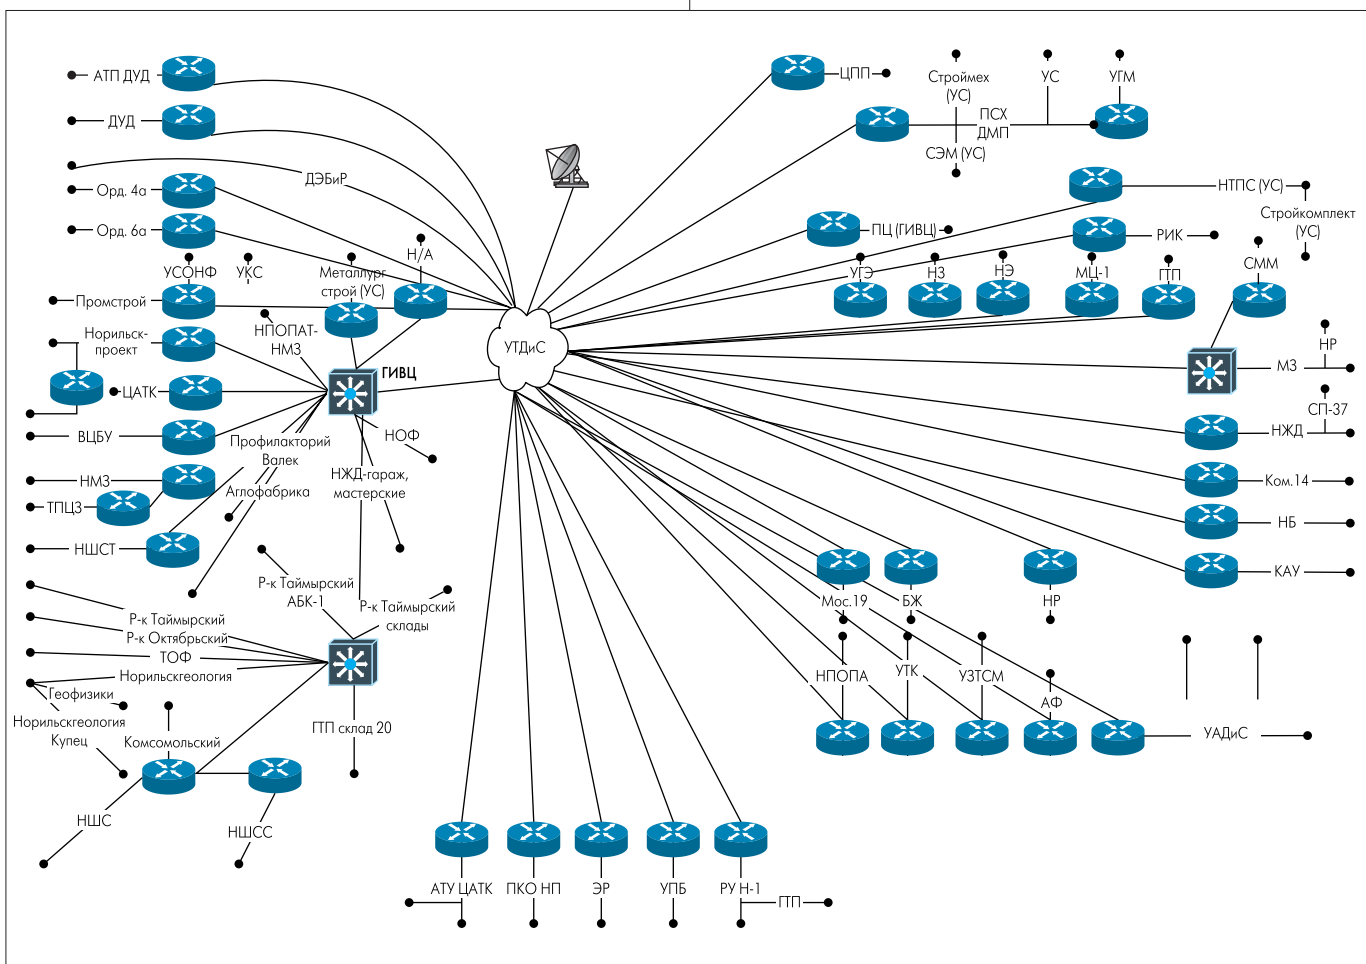 АТП ДУД
ДУД
ДЭБиР
Орд. 4а
Орд. 6а
Н/А
УСОНФ
УКС
Металлург
строй (УС)
Промстрой
НПОПАТ-
НМЗ
Норильск-
проект
ГИВЦ
ЦАТК
ВЦБУ
Профилакторий
Валек
НОФ
НМЗ
Аглофабрика
НЖД-гараж,
мастерские
ТПЦЗ
НШСТ
Р-к Таймырский
АБК-1
Р-к Таймырский
склады
Р-к Таймырский
Р-к Октябрьский
ТОФ
Норильскгеология
Геофизики
Норильскгеология
Купец
Комсомольский
ГТП склад 20
НШС
НШСС
УТДиС
ЦПП
Строймех
(УС)
УС
УГМ
ПСХ
ДМП
СЭМ (УС)
НТПС (УС)
Стройкомплект
(УС)
ПЦ (ГИВЦ)
РИК
УГЭ
НЗ
НЭ
МЦ-1
ГТП
СММ
НР
МЗ
СП-37
НЖД
Ком.14
НБ
КАУ
Мос.19
БЖ
НР
НПОПА
УТК
УЗТСМ
АФ
УАДиС
АТУ ЦАТК
ПКО НП
ЭР
УПБ
РУ Н-1
ГТП